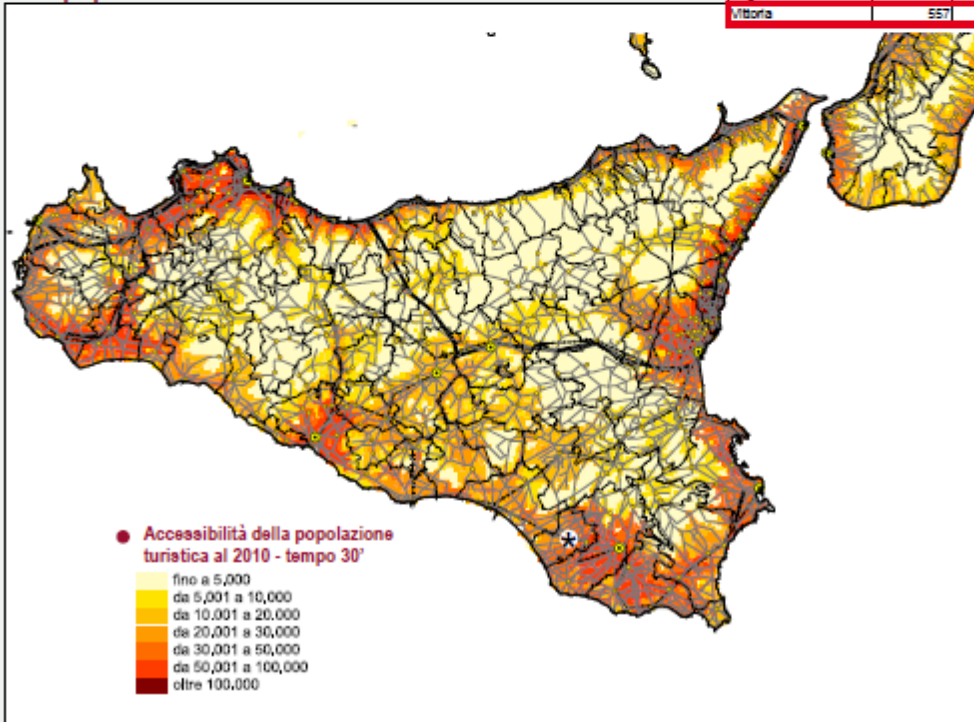 Vittoria 557
Accessibilità della popolazione
turistica al 2010 - tempo 30'
fino a 5,000
da 5,001 a 10,000
da 10.001 a 20.000
da 20,001 a 30,000
da 30,001 a 50,000
da 50,001 a 100,000
oltre 100.000